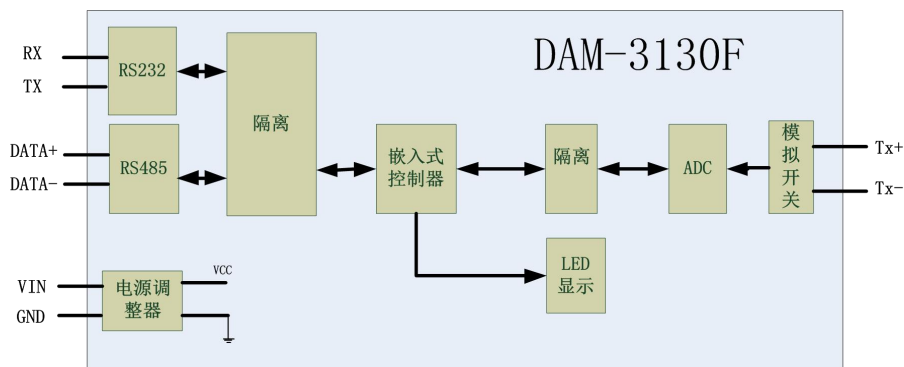 DAM-3130F
RX
TX
RS232
DATA+
DATA-
RS485
隔离
嵌入式
控制器
隔离
ADC
模
拟
开
关
Tx+
Tx-
LED
显示
VIN
GND
电源调
整器
VCC